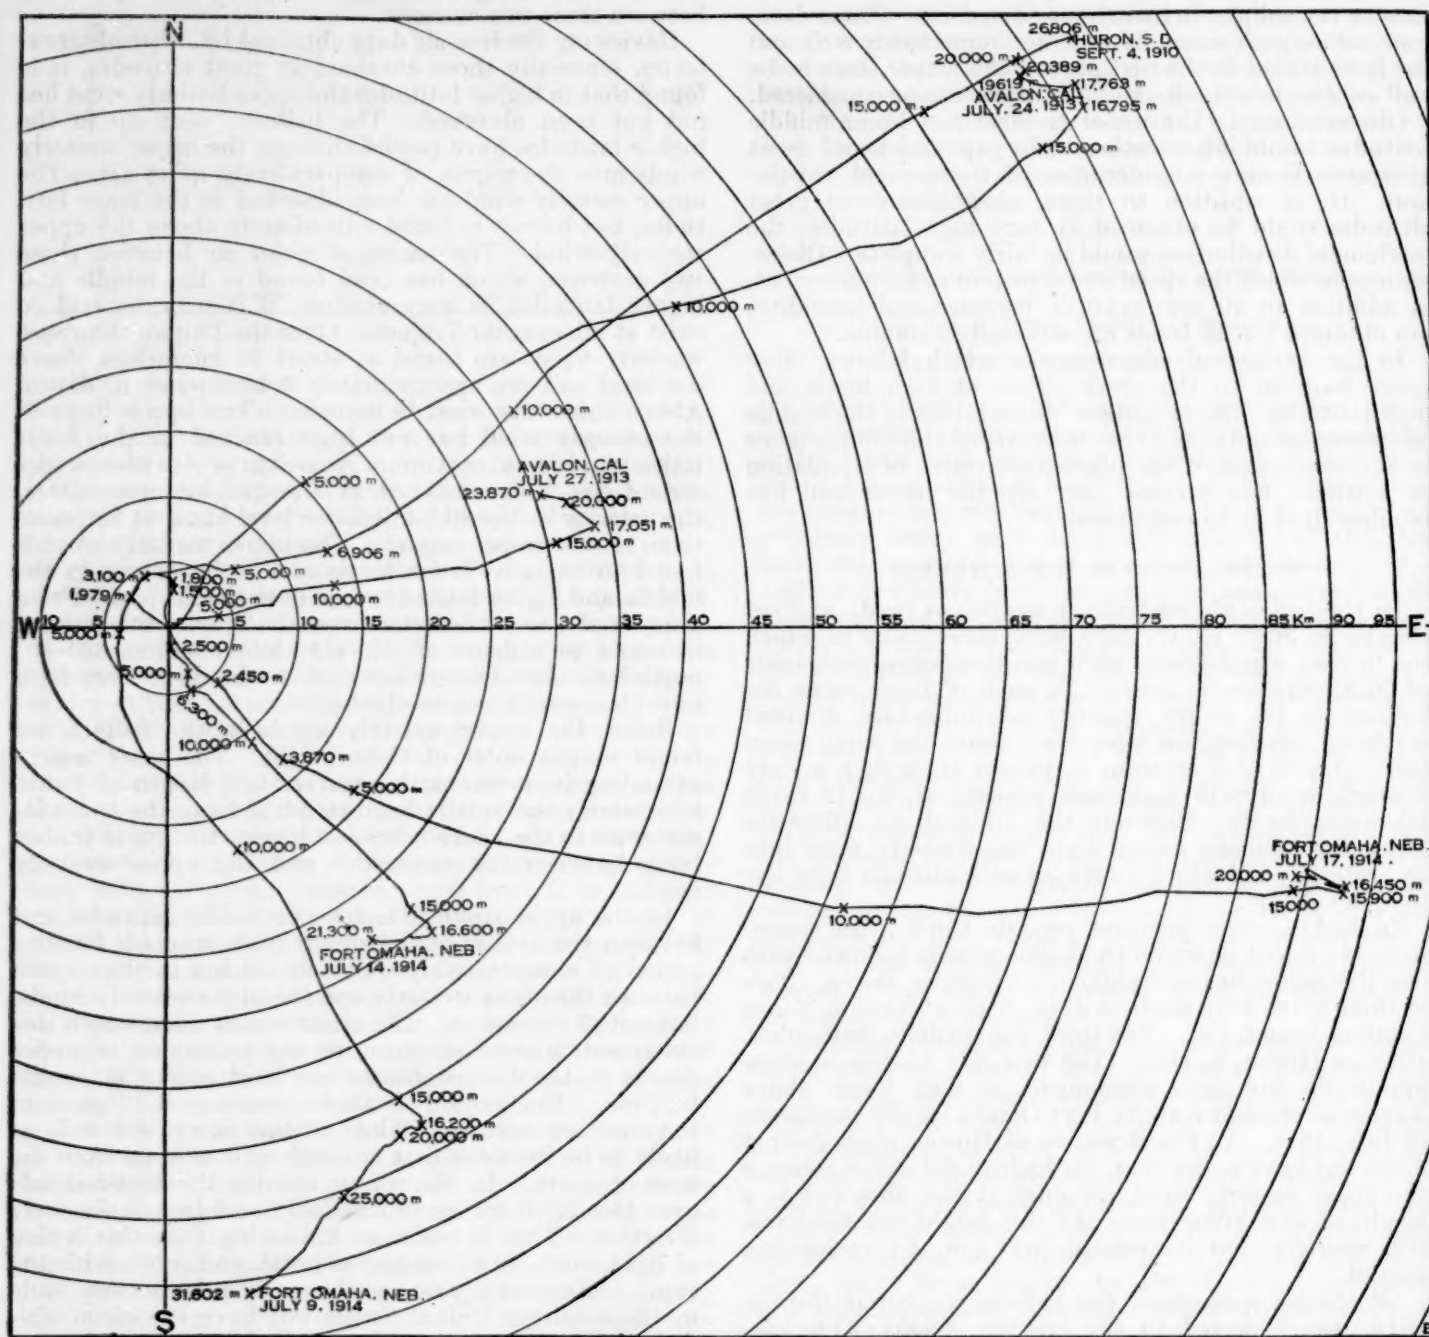 N
26,806 m
HURON, S. D.
SERT. 4, 1910
20,000 m
20389 m
19613
17,769 m
AVALON, CAL.
JULY. 24. 1913
16795 m
15,000 m
15,000 m
10,000 m
10,000 m
AVALON. CAL
JULY 27. 1913
5,000 m
23.870 m
20,000
17,051 m
15,000 m
6,906 m
3,100 m
1,800 m
5,000 m
1,500 m
1,979 m
5,000 m
10,000 m
W
10
5
5
10
15
20
25
30
35
40
45
50
55
60
65
70
75
80
85 Km
90
95
E
5,000 m
2,500 m
5,000 m
2,450 m
6,300 m
10,000 m
3,870 m
5,000 m
10,000 m
FORT OMAHA, NEB.
JULY 17, 1914
20,000 m
16,450 m
15,900 m
15000
15,000 m
10,000 m
21,300 m
16,600 m
FORT OMAHA. NEB.
JULY 14. 1914
15,000 m
16,200 m
20,000 m
25,000 m
31,602 m
FORT OMAHA, NEB.
JULY 9, 1914
S